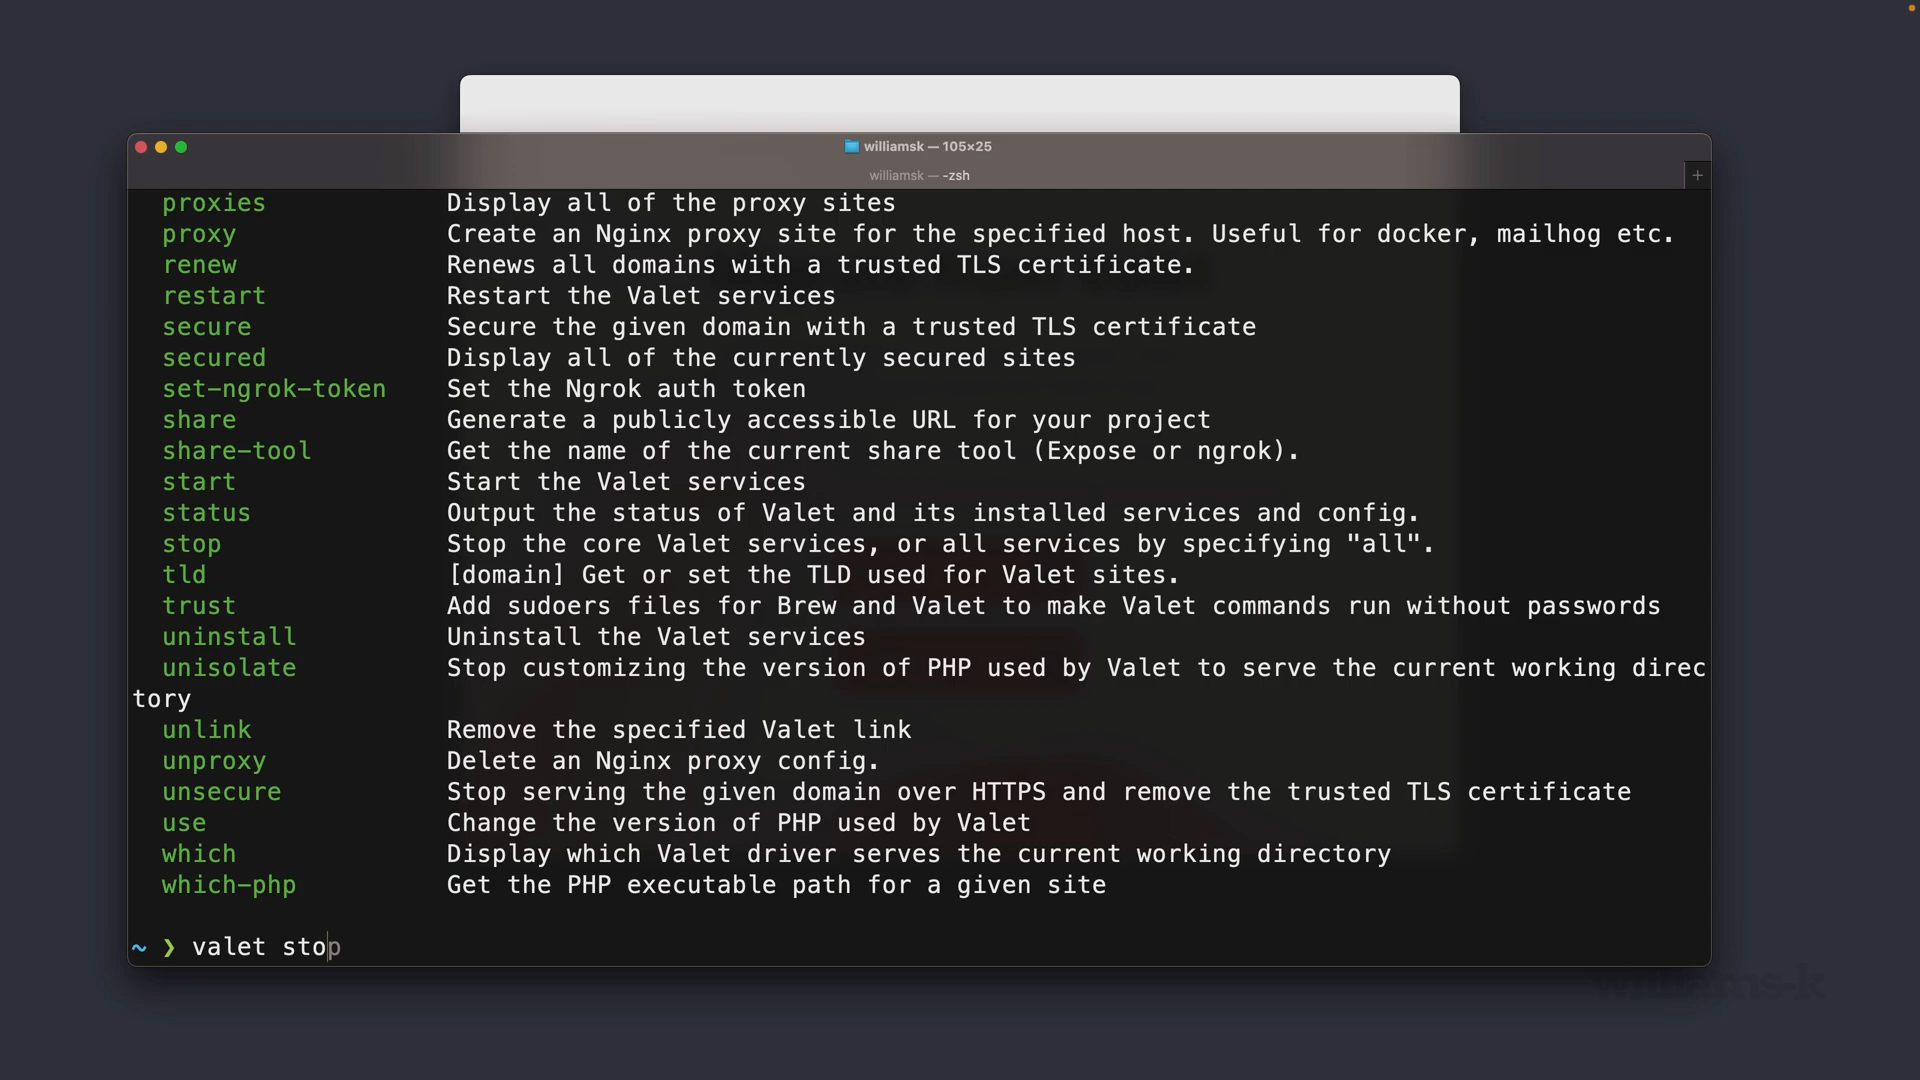 williamsk — 105×25
williamsk — -zsh
+
proxies Display all of the proxy sites
proxy Create an Nginx proxy site for the specified host. Useful for docker, mailhog etc.
renew Renews all domains with a trusted TLS certificate.
restart Restart the Valet services
secure Secure the given domain with a trusted TLS certificate
secured Display all of the currently secured sites
set-ngrok-token Set the Ngrok auth token
share Generate a publicly accessible URL for your project
share-tool Get the name of the current share tool (Expose or ngrok).
start Start the Valet services
status Output the status of Valet and its installed services and config.
stop Stop the core Valet services, or all services by specifying "all".
tld [domain] Get or set the TLD used for Valet sites.
trust Add sudoers files for Brew and Valet to make Valet commands run without passwords
uninstall Uninstall the Valet services
unisolate Stop customizing the version of PHP used by Valet to serve the current working direc
tory
unlink Remove the specified Valet link
unproxy Delete an Nginx proxy config.
unsecure Stop serving the given domain over HTTPS and remove the trusted TLS certificate
use Change the version of PHP used by Valet
which Display which Valet driver serves the current working directory
which-php Get the PHP executable path for a given site
~ ❯ valet stop
williams-k